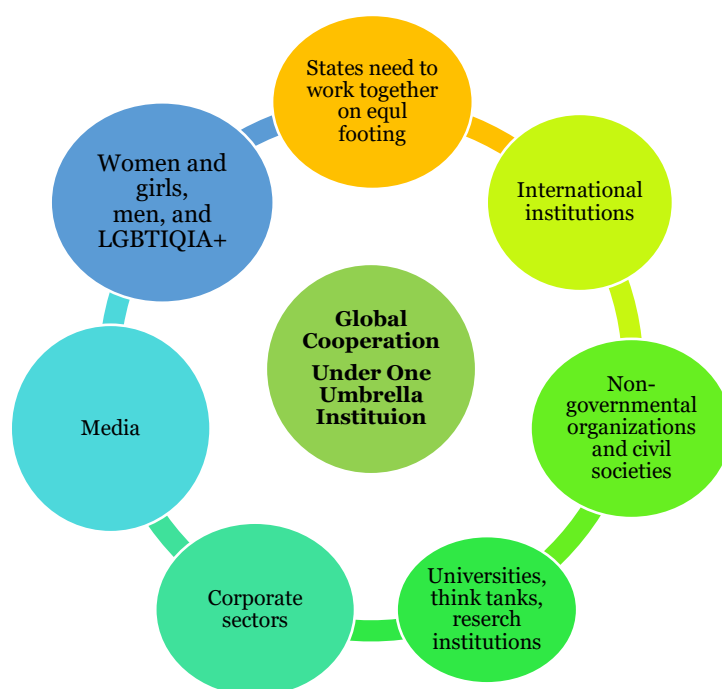 States need to
work together
on equl
footing
International
institutions
Non-
governmental
organizations
and civil
societies
Universities,
think tanks,
reserch
institutions
Corporate
sectors
Media
Women and
girls,
men, and
LGBTIQIA+
Global
Cooperation
Under One
Umbrella
Instituion